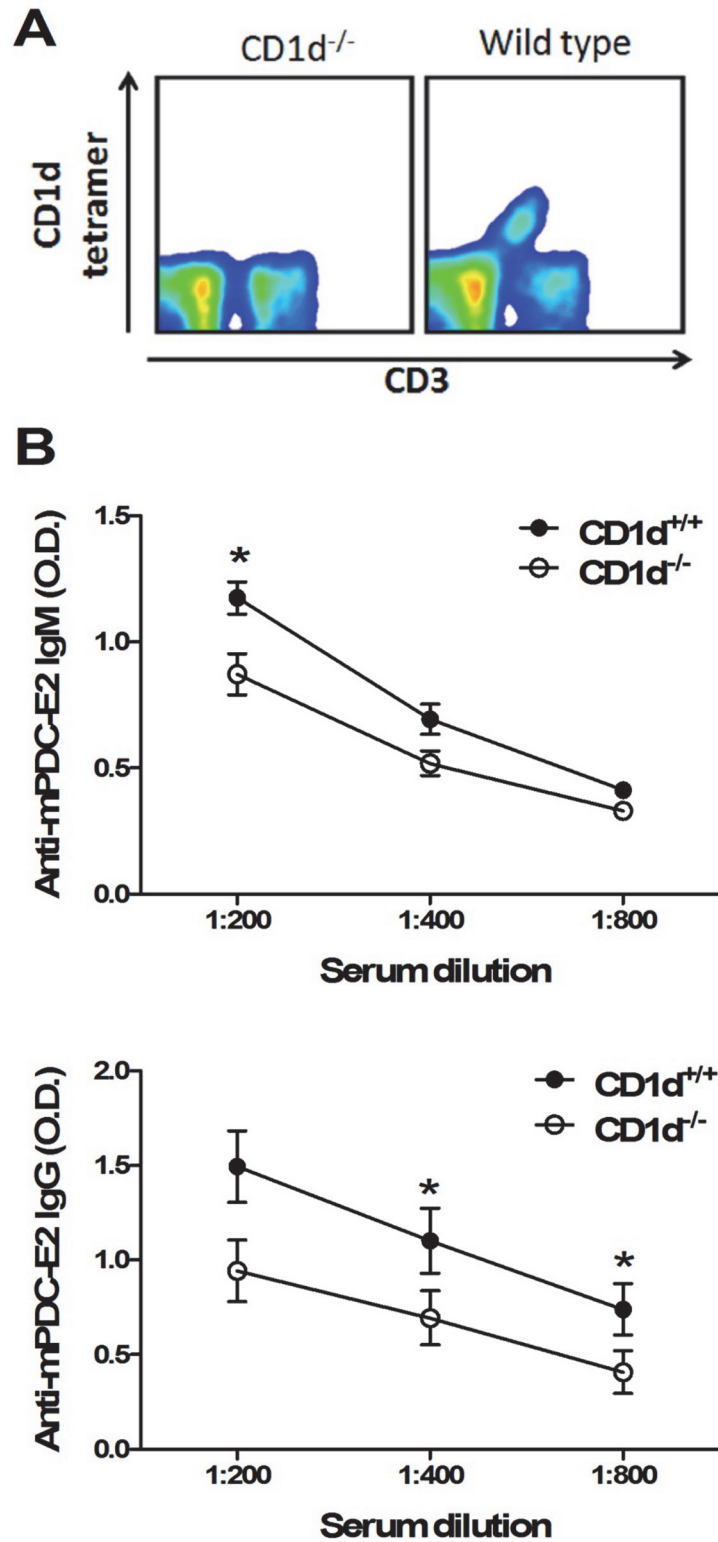 A
CD1d-/-
Wild type
CD1d
tetramer
CD3
B
1.5
1.0
0.5
0.0
Anti-mPDC-E2 IgM (O.D.)
*
CD1d+/+
CD1d-/-
1:200
1:400
1:800
Serum dilution
2.0
1.5
1.0
0.5
0.0
Anti-mPDC-E2 IgG (O.D.)
CD1d+/+
CD1d-/-
*
*
1:200
1:400
1:800
Serum dilution